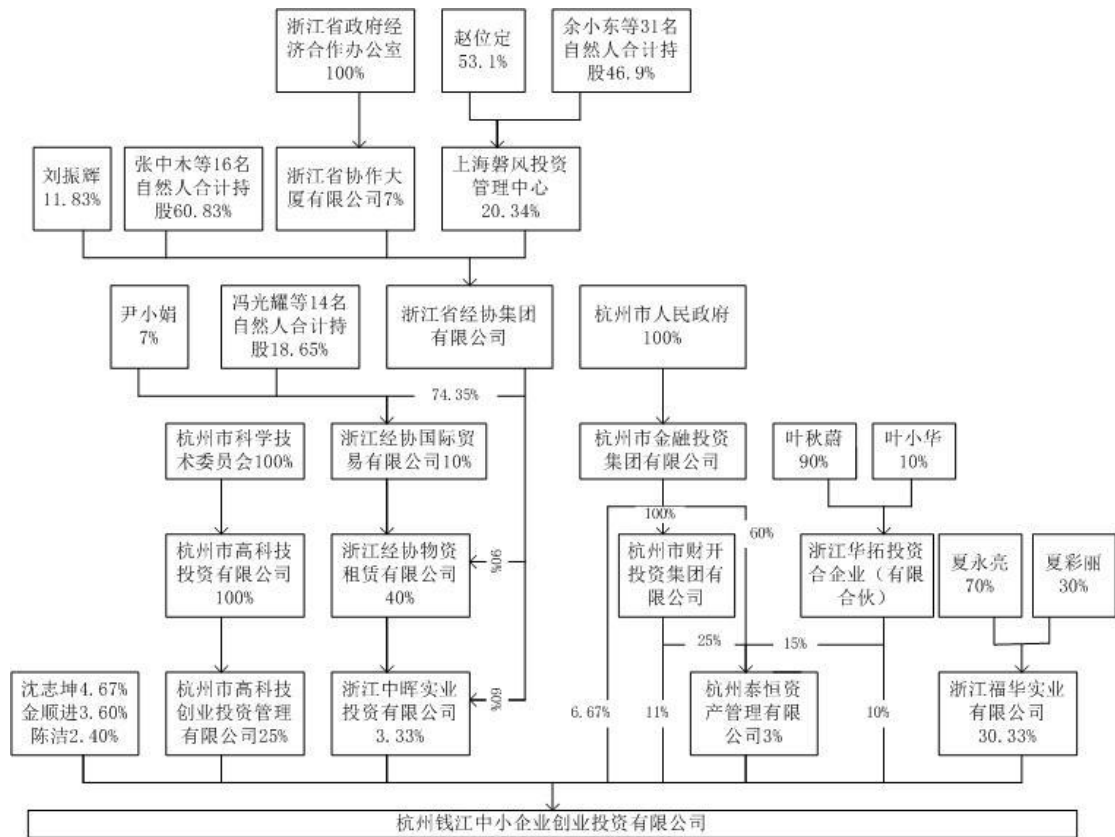 浙江省政府经
济合作办公室
100%
赵位定
53.1%
余小东等31名
自然人合计持
股46.9%
刘振辉
11.83%
张中木等16名
自然人合计持
股60.83%
浙江省协作大
厦有限公司7%
上海磐风投资
管理中心
20.34%
尹小娟
7%
冯光耀等14名
自然人合计持
股18.65%
浙江省经协集团
有限公司
杭州市人民政府
100%
74.35%
杭州市科学技
术委员会100%
浙江经协国际贸
易有限公司10%
杭州市金融投资
集团有限公司
叶秋蔚
90%
叶小华
10%
100%
60%
杭州市高科技
投资有限公司
100%
浙江经协物资
租赁有限公司
40%
90%
杭州市财开
投资集团有
限公司
浙江华拓投资
合企业（有限
合伙）
夏永亮
70%
夏彩丽
30%
25%
15%
沈志坤4.67%
金顺进3.60%
陈洁2.40%
杭州市高科技
创业投资管理
有限公司25%
浙江中晖实业
投资有限公司
3.33%
60%
6.67%
11%
杭州泰恒资
产管理有限
公司3%
10%
浙江福华实业
有限公司
30.33%
杭州钱江中小企业创业投资有限公司